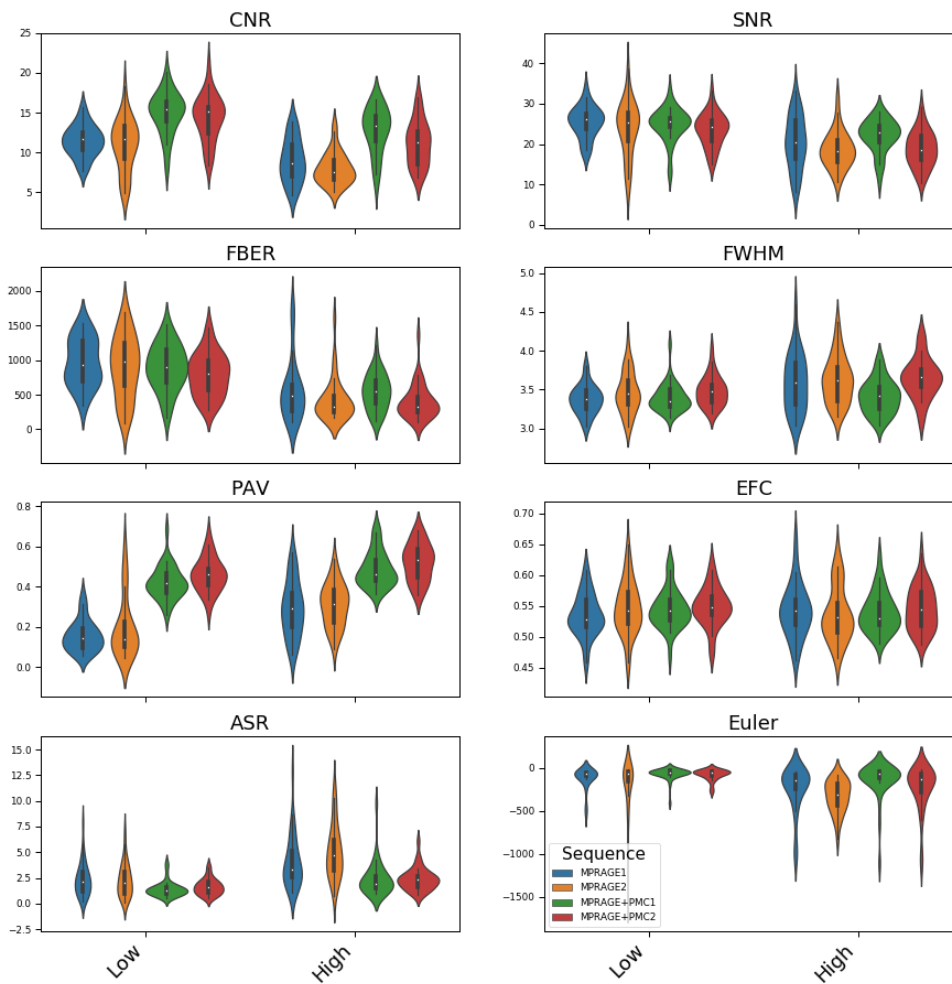 CNR
25
20
15
10
5
SNR
40
30
20
10
0
FBER
2000
1500
1000
500
0
FWHM
5.0
4.5
4.0
3.5
3.0
PAV
0.8
0.6
0.4
0.2
0.0
EFC
0.70
0.65
0.60
0.55
0.50
0.45
ASR
15.0
12.5
10.0
7.5
5.0
2.5
0.0
−2.5
Low
High
Euler
0
−500
−1000
−1500
Sequence
MPRAGE1
MPRAGE2
MPRAGE+PMC1
MPRAGE+PMC2
Low
High